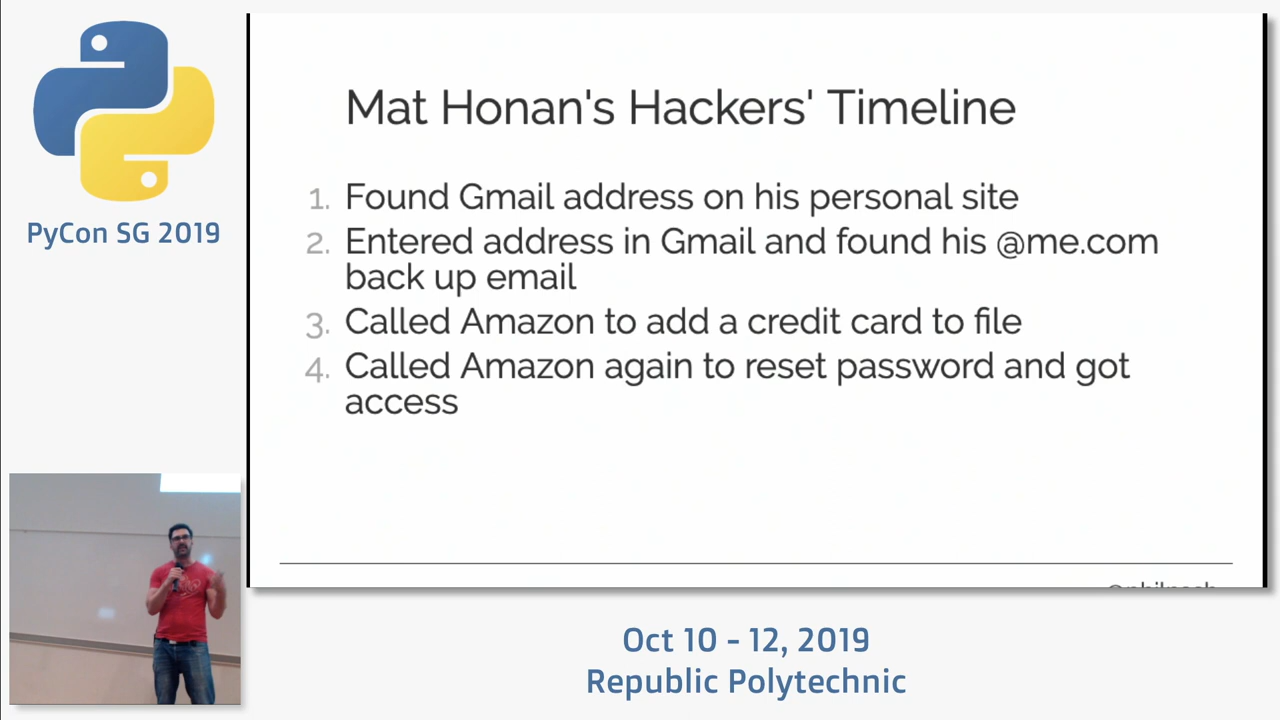 PyCon SG 2019
Mat Honan's Hackers' Timeline
1. Found Gmail address on his personal site
2. Entered address in Gmail and found his @me.com
back up email
3. Called Amazon to add a credit card to file
4. Called Amazon again to reset password and got
access
Oct 10 - 12, 2019
Republic Polytechnic